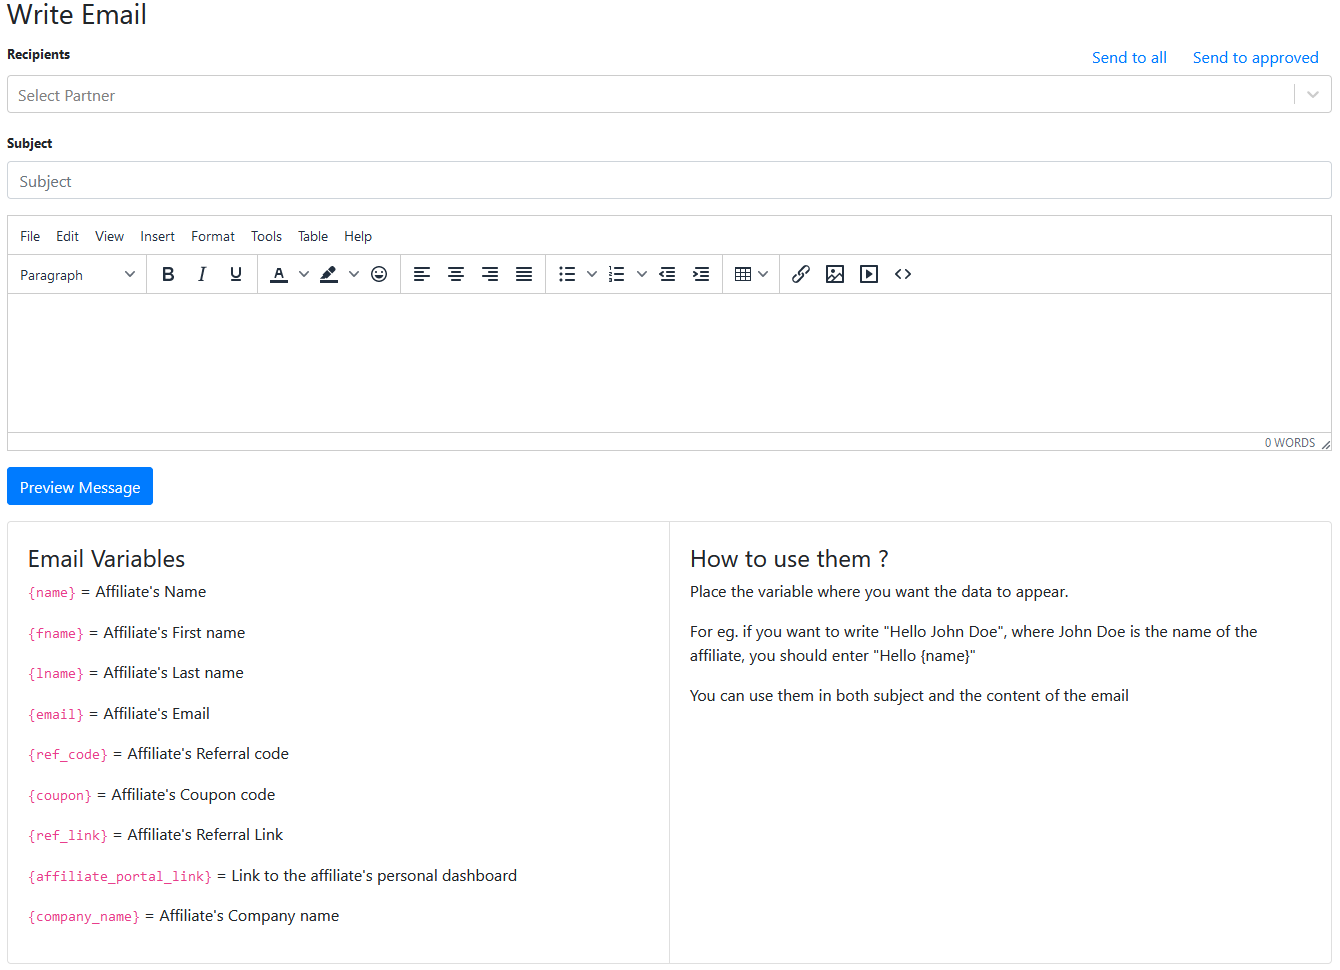 Write Email
Recipients
Send to all Send to approved
Select Partner
Subject
Subject
File Edit View Insert Format Tools Table Help
Paragraph B I U A
0 WORDS
Preview Message
Email Variables
{name} = Affiliate's Name
{fname} = Affiliate's First name
{lname} = Affiliate's Last name
{email} = Affiliate's Email
{ref_code} = Affiliate's Referral code
{coupon} = Affiliate's Coupon code
{ref_link} = Affiliate's Referral Link
{affiliate_portal_link} = Link to the affiliate's personal dashboard
{company_name} = Affiliate's Company name
How to use them ?
Place the variable where you want the data to appear.
For eg. if you want to write "Hello John Doe", where John Doe is the name of the
affiliate, you should enter "Hello {name}"
You can use them in both subject and the content of the email